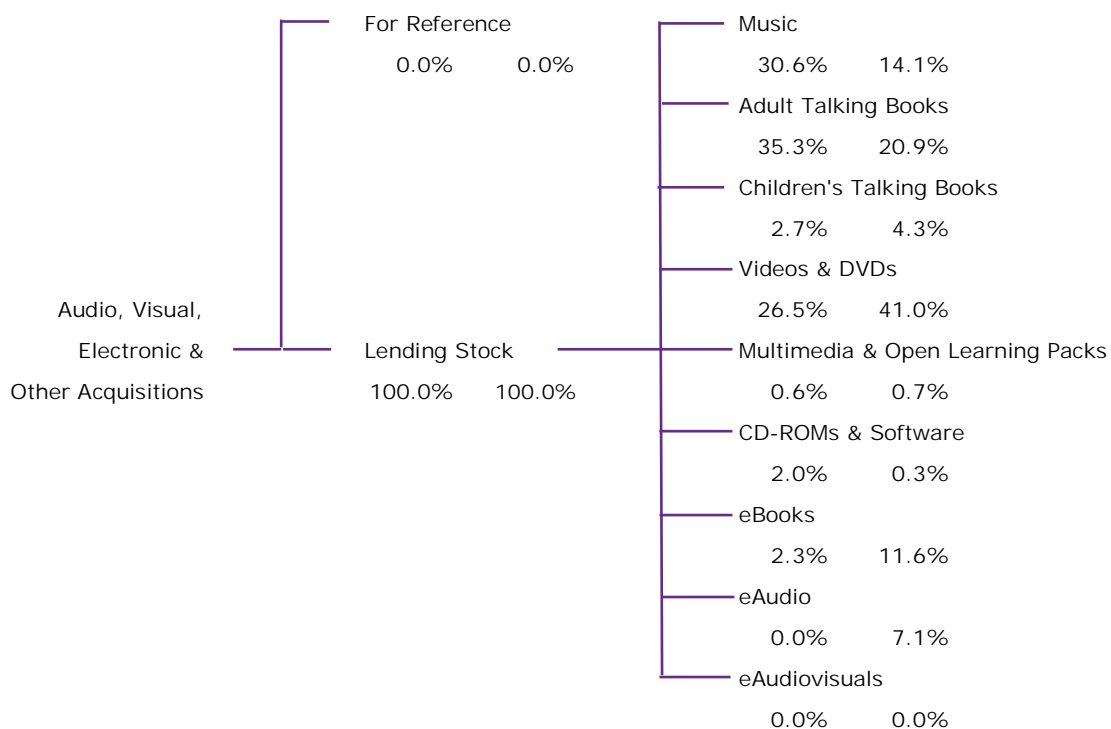 Audio, Visual,
Electronic &
Other Acquisitions
For Reference
0.0% 0.0%
Lending Stock
100.0% 100.0%
Music
30.6% 14.1%
Adult Talking Books
35.3% 20.9%
Children's Talking Books
2.7% 4.3%
Videos & DVDs
26.5% 41.0%
Multimedia & Open Learning Packs
0.6% 0.7%
CD-ROMs & Software
2.0% 0.3%
eBooks
2.3% 11.6%
eAudio
0.0% 7.1%
eAudiovisuals
0.0% 0.0%